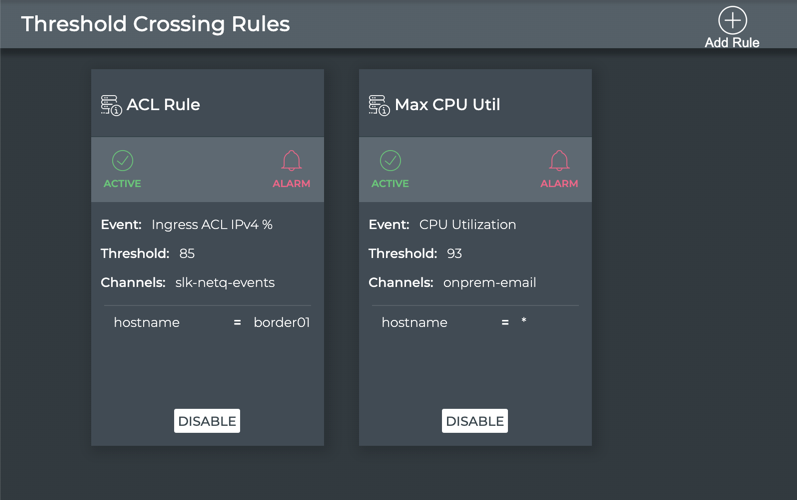 Threshold Crossing Rules
Add Rule
ACL Rule
ACTIVE
ALARM
Event: Ingress ACL IPv4 %
Threshold: 85
Channels: slk-netq-events
hostname = border01
DISABLE
Max CPU Util
ACTIVE
ALARM
Event: CPU Utilization
Threshold: 93
Channels: onprem-email
hostname = *
DISABLE